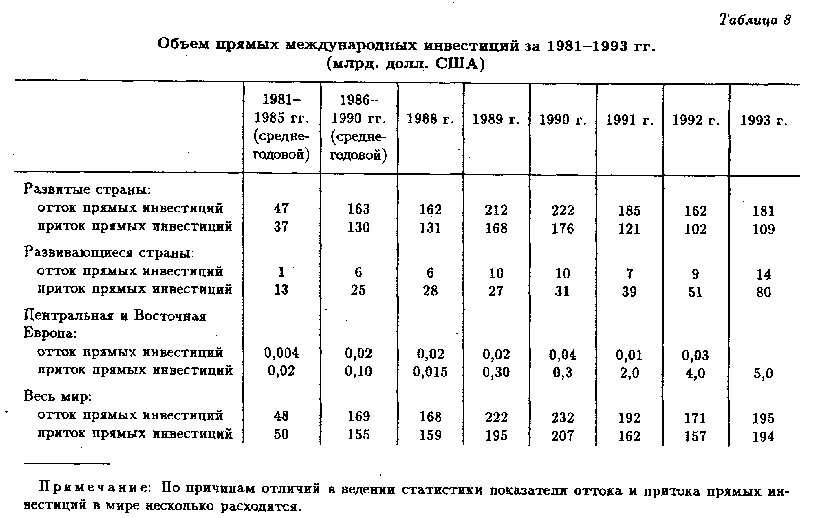 Таблица 8
Объем прямых международных инвестиций за 1981–1993 гг.
(млрд. долл. США)
1981– 1986–
1985 гг. 1990 гг. 1988 г. 1989 г. 1990 г. 1991 г. 1992 г. 1993 г.
(средне- (средне-
годовой) годовой)
Развитые страны:
отток прямых инвестиций 47 163 162 212 222 185 162 181
приток прямых инвестиций 37 130 131 168 176 121 102 109
Развивающиеся страны:
отток прямых инвестиций 1 6 6 10 10 7 9 14
приток прямых инвестиций 13 25 28 27 31 39 51 80
Центральная и Восточная
Европа:
отток прямых инвестиций 0,004 0,02 0,02 0,02 0,04 0,01 0,03
приток прямых инвестиций 0,02 0,10 0,015 0,30 0,3 2,0 4,0 5,0
Весь мир:
отток прямых инвестиций 48 169 168 222 232 192 171 195
приток прямых инвестиций 50 155 159 195 207 162 157 194
Примечание: По причинам отличий в ведении статистики показатели оттока и притока прямых ин-
вестиций в мире несколько расходятся.